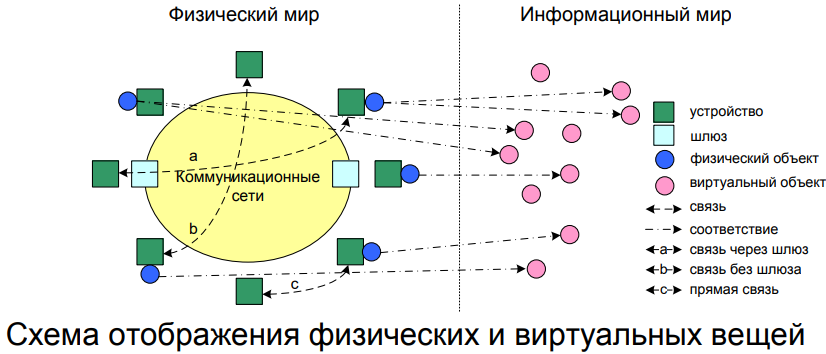 Физический мир
Информационный мир
a
Коммуникационные
сети
b
c
устройство
шлюз
физический объект
виртуальный объект
связь
соответствие
a связь через шлюз
b связь без шлюза
c прямая связь
Схема отображения физических и виртуальных вещей